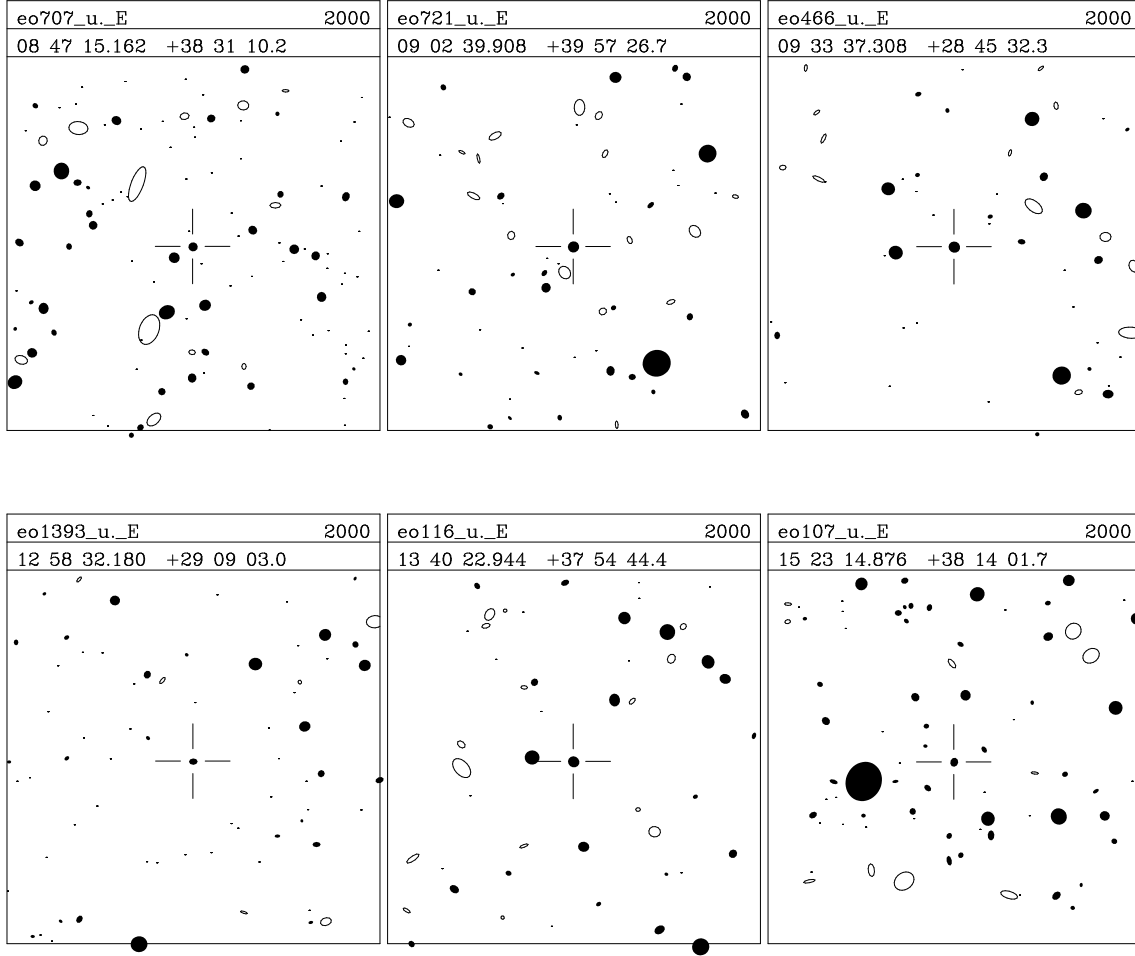 eo707_u._E 2000
08 47 15.162 +38 31 10.2
eo721_u._E 2000
09 02 39.908 +39 57 26.7
eo466_u._E 2000
09 33 37.308 +28 45 32.3
eo1393_u._E 2000
12 58 32.180 +29 09 03.0
eo116_u._E 2000
13 40 22.944 +37 54 44.4
eo107_u._E 2000
15 23 14.876 +38 14 01.7